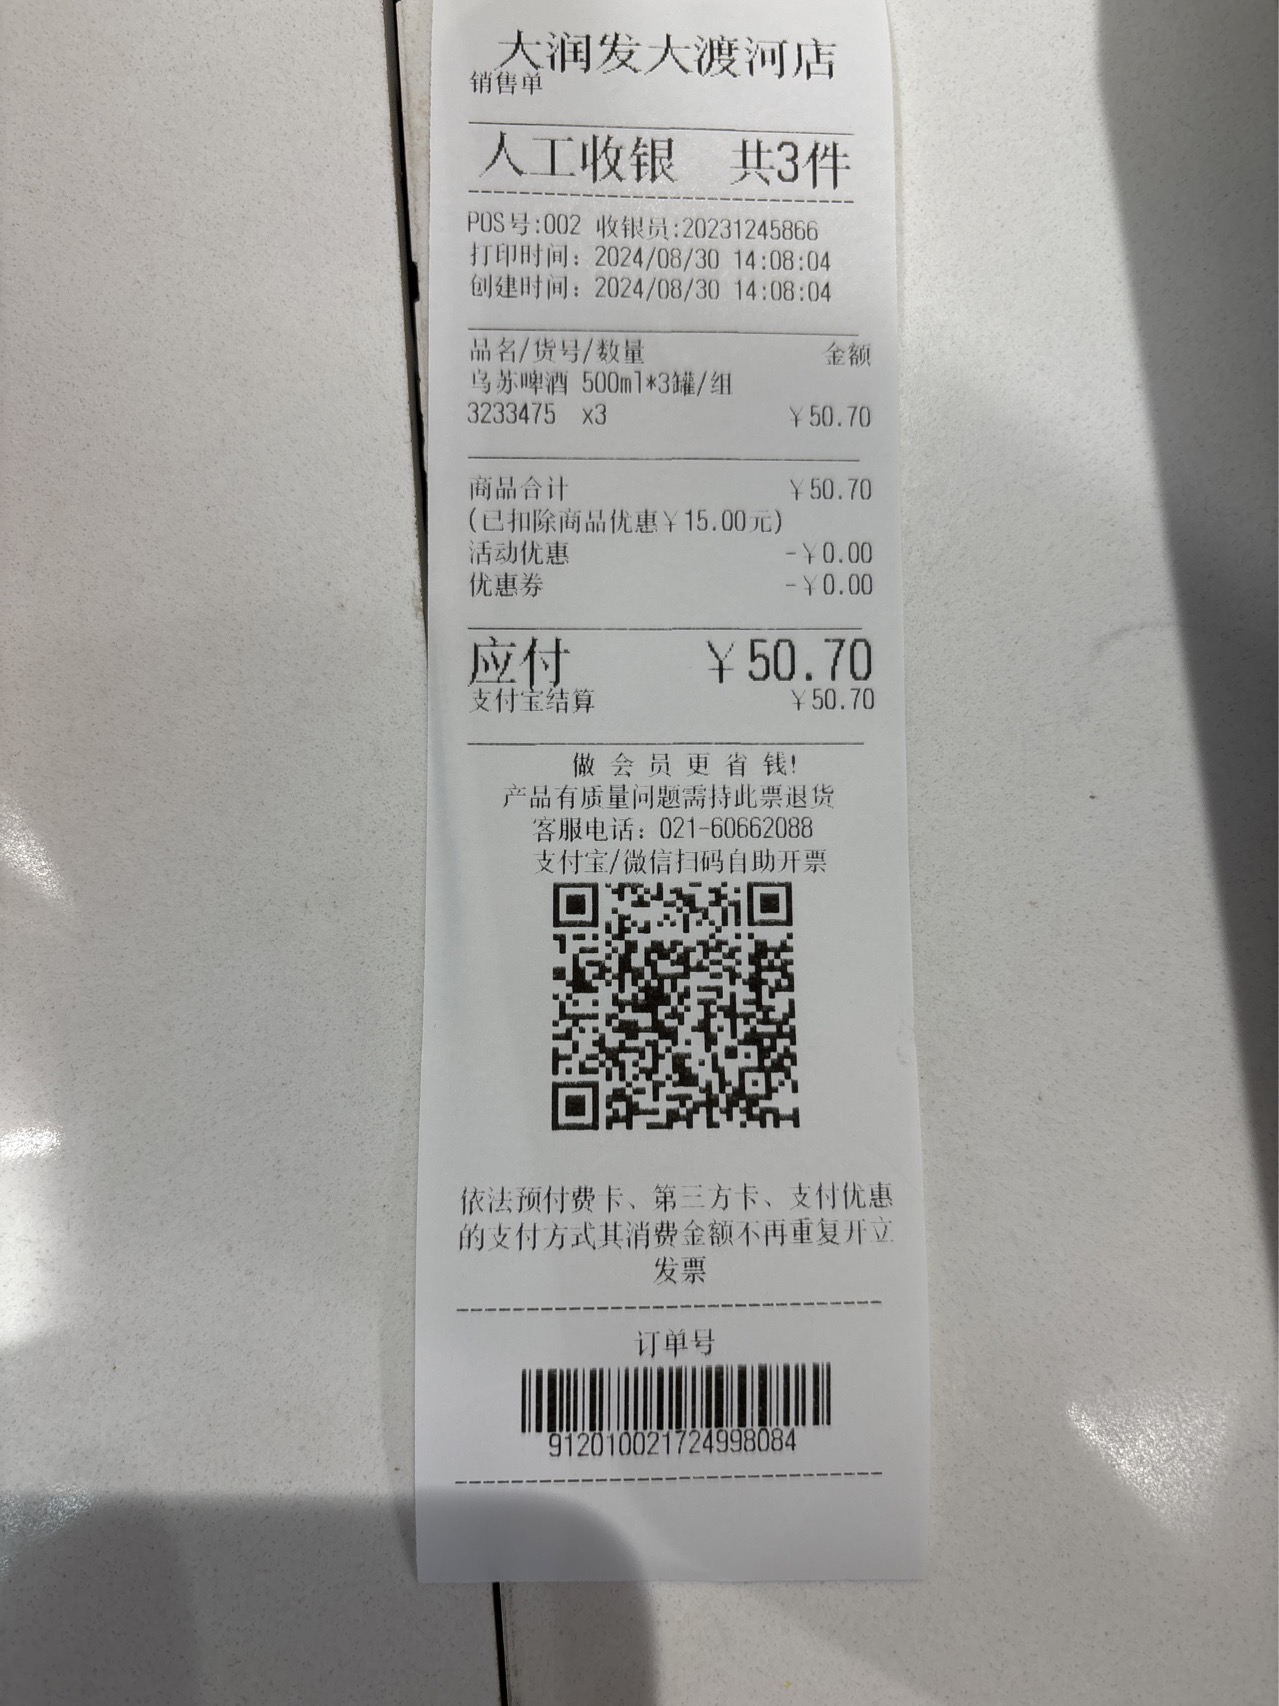 大润发大渡河店
销售单
人工收银 共3件
POS号:002 收银员:20231245866
打印时间：2024/08/30 14:08:04
创建时间：2024/08/30 14:08:04
品名/货号/数量 金额
乌苏啤酒 500ml*3罐/组
3233475 x3 ￥50.70
商品合计 ￥50.70
(已扣除商品优惠￥15.00元)
活动优惠 -￥0.00
优惠券 -￥0.00
应付 ￥50.70
支付宝结算 ￥50.70
做 会 员 更 省 钱!
产品有质量问题需持此票退货
客服电话：021-60662088
支付宝/微信扫码自助开票
依法预付费卡、第三方卡、支付优惠
的支付方式其消费金额不再重复开立
发票
订单号
912010021724998084